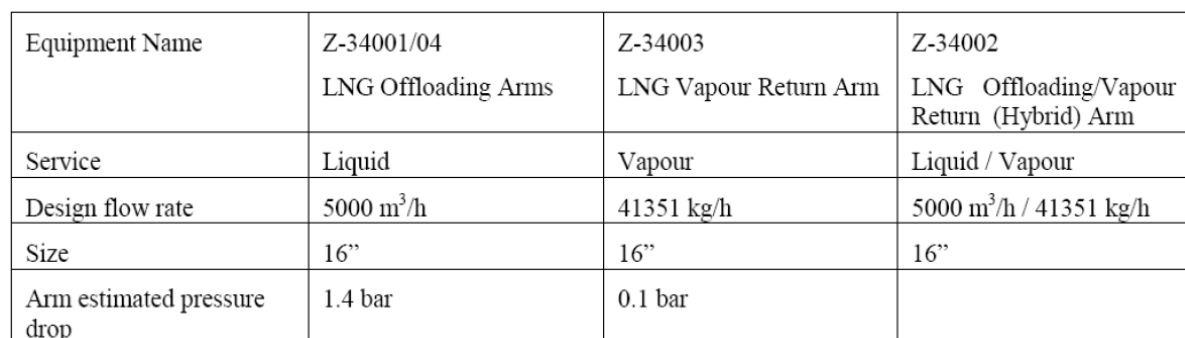 Equipment Name
Z-34001/04
LNG Offloading Arms
Z-34003
LNG Vapour Return Arm
Z-34002
LNG Offloading/Vapour
Return (Hybrid) Arm
Service
Liquid
Vapour
Liquid / Vapour
Design flow rate
5000 m³/h
41351 kg/h
5000 m³/h / 41351 kg/h
Size
16”
16”
16”
Arm estimated pressure
drop
1.4 bar
0.1 bar